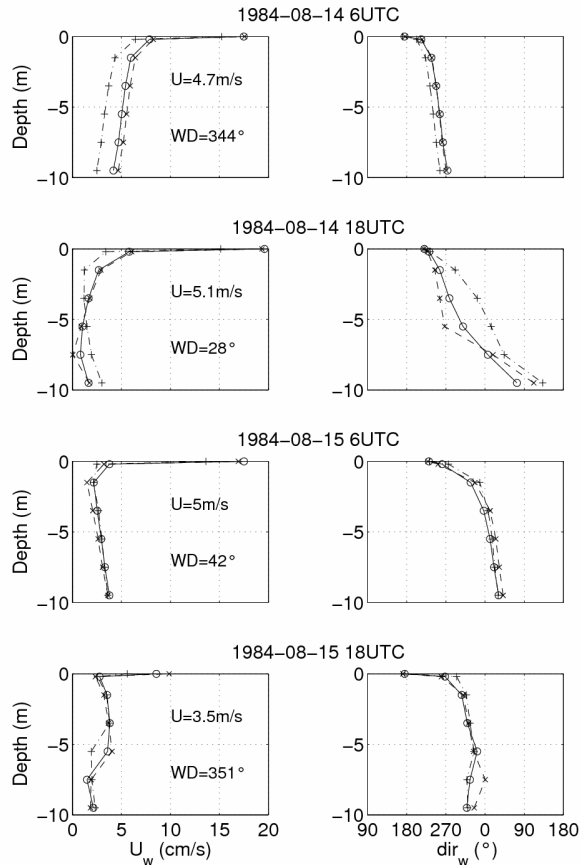 1984−08−14 6UTC
0
−5
−10
Depth (m)
U=4.7m/s
WD=344°
1984−08−14 18UTC
0
−5
−10
Depth (m)
U=5.1m/s
WD=28°
1984−08−15 6UTC
0
−5
−10
Depth (m)
U=5m/s
WD=42°
1984−08−15 18UTC
0
−5
−10
Depth (m)
U=3.5m/s
WD=351°
0 5 10 15 20
90 180 270 0 90 180
U_w (cm/s)
dir_w (°)